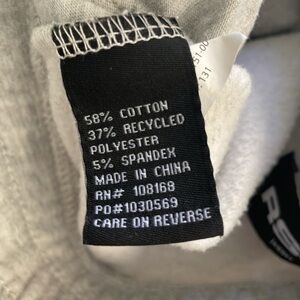 58% COTTON
37% RECYCLED
POLYESTER
5% SPANDEX
MADE IN CHINA
RN# 108168
PO#1030569
CARE ON REVERSE